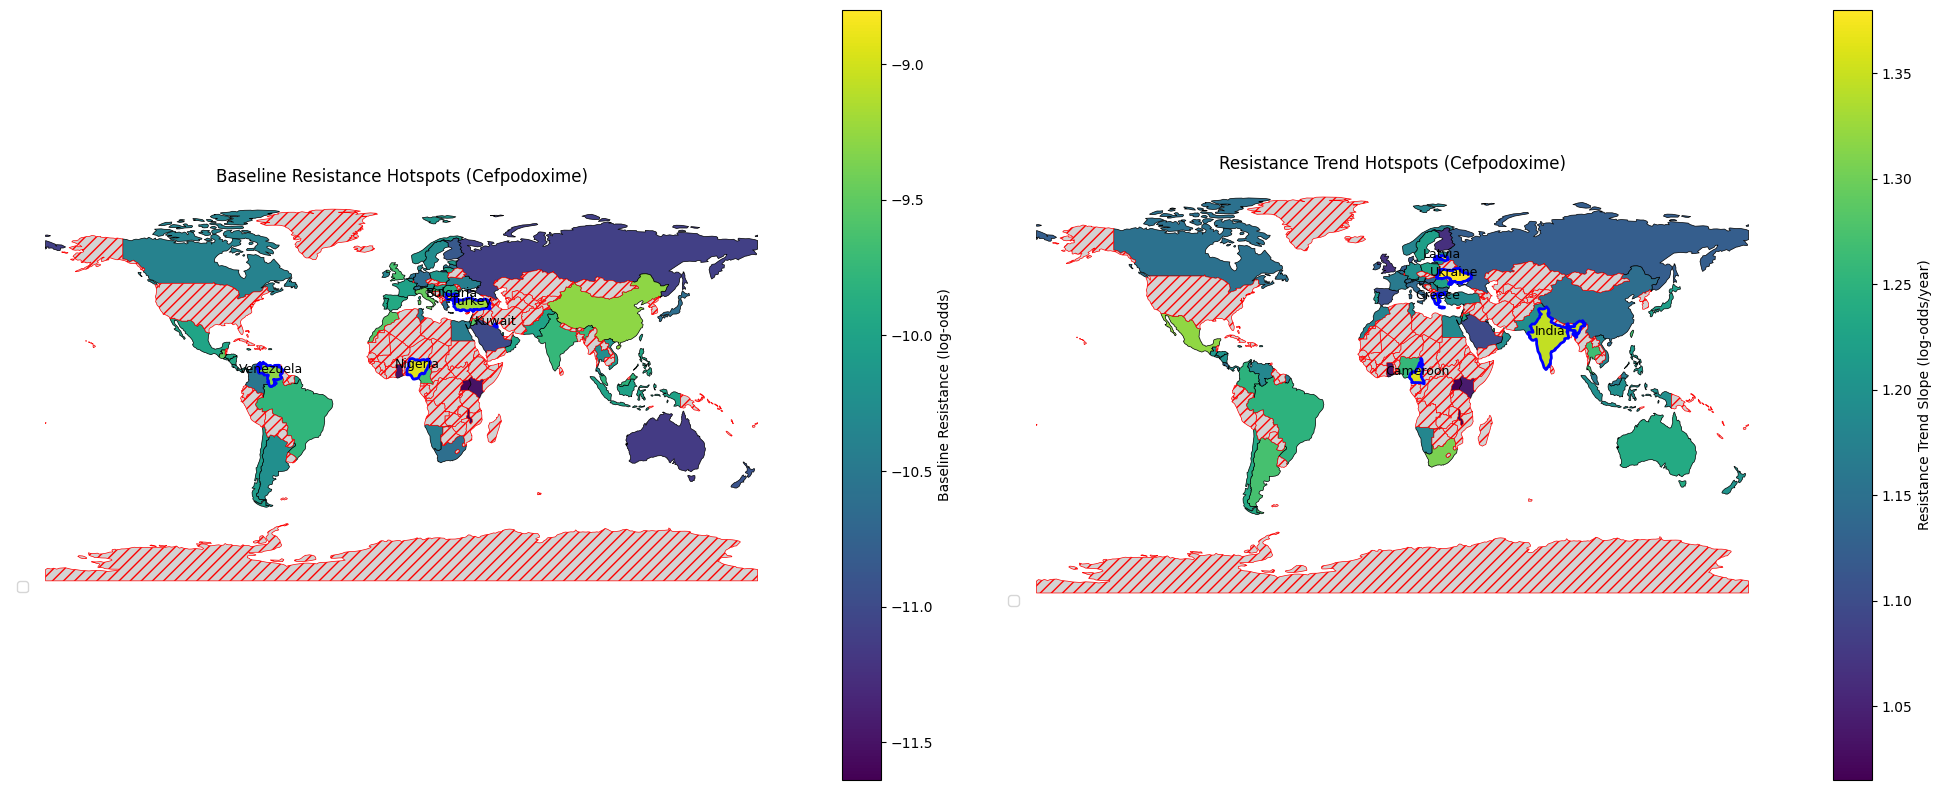 Baseline Resistance Hotspots (Cefpodoxime)
Bulgaria
Turkey
Kuwait
Nigeria
Venezuela
−9.0
−9.5
−10.0
−10.5
−11.0
−11.5
Baseline Resistance (log-odds)
Resistance Trend Hotspots (Cefpodoxime)
Latvia
Ukraine
Greece
India
Cameroon
1.35
1.30
1.25
1.20
1.15
1.10
1.05
Resistance Trend Slope (log-odds/year)